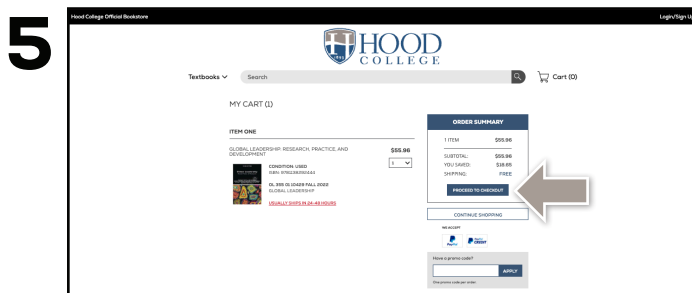 5
Hood College Official Bookstore
Login/Sign Up
HOOD
COLLEGE
Textbooks
Search
Cart (0)
MY CART (1)
ITEM ONE
GLOBAL LEADERSHIP: RESEARCH, PRACTICE, AND
DEVELOPMENT
$55.96
1
CONDITION: USED
DL 355 01 10429 FALL 2022
GLOBAL LEADERSHIP
USUALLY SHIPS IN 24-48 HOURS
ORDER SUMMARY
1 ITEM $55.96
SUBTOTAL: $55.96
YOU SAVED: $18.65
SHIPPING: FREE
PROCEED TO CHECKOUT
CONTINUE SHOPPING
WE ACCEPT
PayPal
PayPal
CREDIT
Have a promo code?
APPLY
One promo code per order